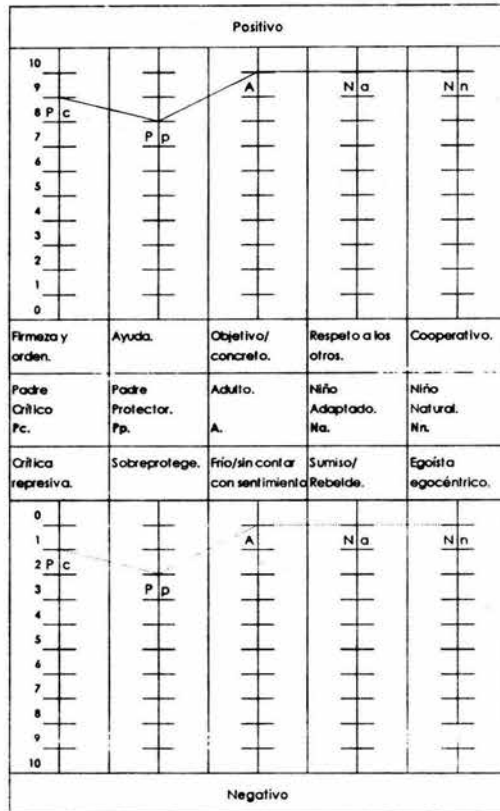 Positivo
10
9
8
7
6
5
4
3
2
1
0
P c
P p
A
N a
N n
Firmeza y orden.
Ayuda.
Objetivo/ concreto.
Respeto a los otros.
Cooperativo.
Padre Crítico Pc.
Padre Protector. Pp.
Adulto. A.
Niño Adaptado. Na.
Niño Natural. Nn.
Crítica represiva.
Sobreprotege.
Frío/sin contar con sentimiento
Sumiso/ Rebelde.
Egoísta egocéntrico.
0
1
2
3
4
5
6
7
8
9
10
P c
P p
A
N a
N n
Negativo